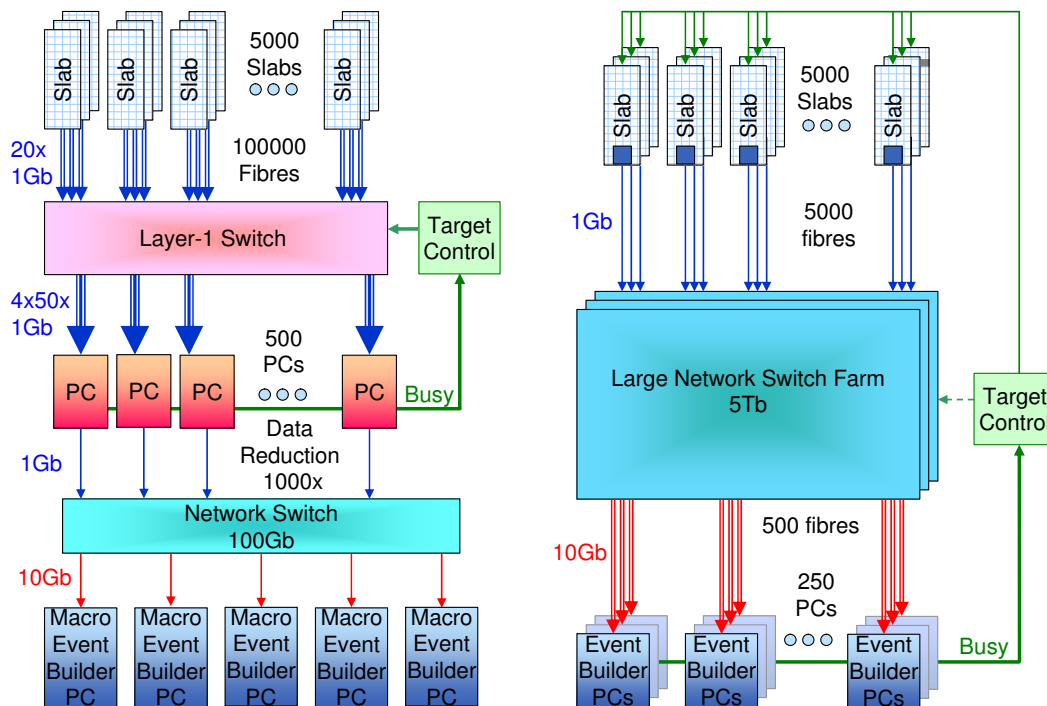 Slab
Slab
Slab
5000
Slabs
Slab
20x
1Gb
100000
Fibres
Layer-1 Switch
Target
Control
4x50x
1Gb
500
PCs
PC
PC
PC
PC
Busy
Data
Reduction
1000x
1Gb
Network Switch
100Gb
10Gb
Macro
Event
Builder
PC
Macro
Event
Builder
PC
Macro
Event
Builder
PC
Macro
Event
Builder
PC
Macro
Event
Builder
PC
Slab
Slab
Slab
5000
Slabs
Slab
1Gb
5000
fibres
Large Network Switch Farm
5Tb
Target
Control
10Gb
500 fibres
250
PCs
Event
Builder
PCs
Event
Builder
PCs
Event
Builder
PCs
Busy